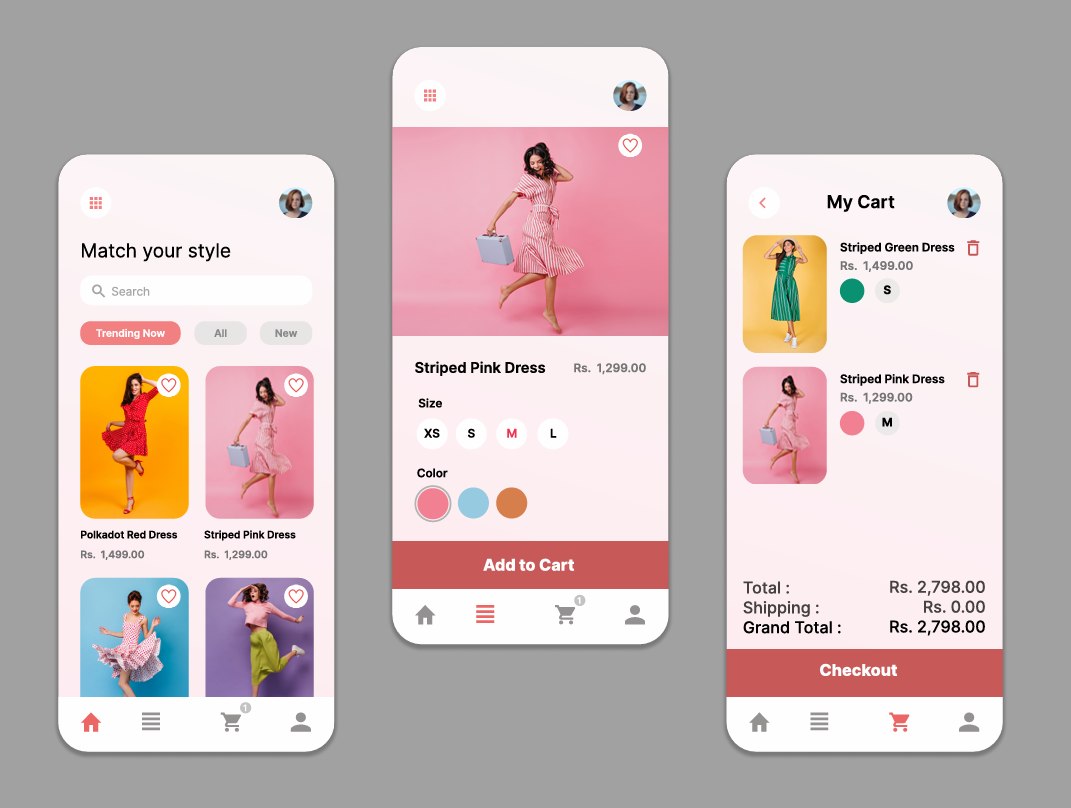 Match your style
Search
Trending Now
All
New
Polkadot Red Dress
Rs. 1,499.00
Striped Pink Dress
Rs. 1,299.00
1
Striped Pink Dress
Rs. 1,299.00
Size
XS
S
M
L
Color
Add to Cart
1
My Cart
Striped Green Dress
Rs. 1,499.00
S
Striped Pink Dress
Rs. 1,299.00
M
Total : Rs. 2,798.00
Shipping : Rs. 0.00
Grand Total : Rs. 2,798.00
Checkout